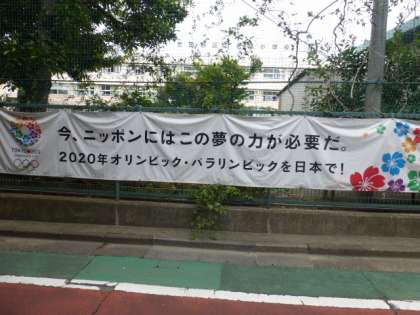 今、ニッポンにはこの夢の力が必要だ。
2020年オリンピック・パラリンピックを日本で!